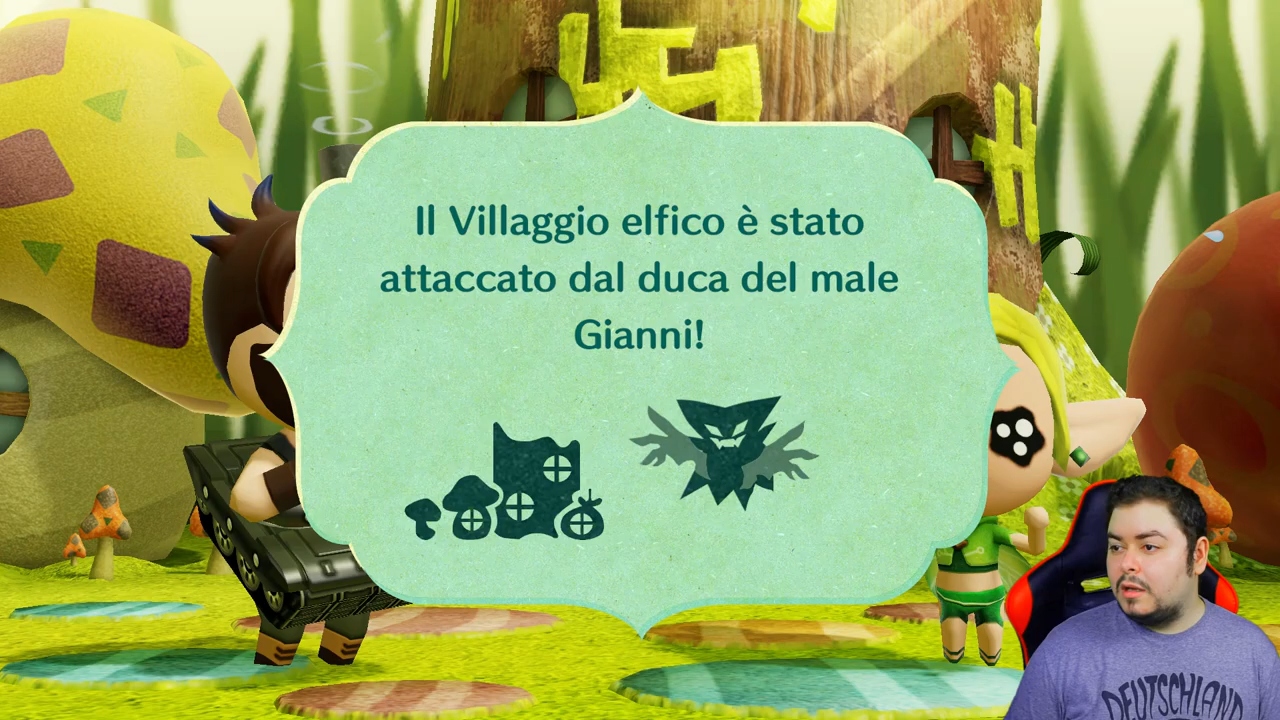 Il Villaggio elfico è stato
attaccato dal duca del male
Gianni!
DEUTSCHLAND